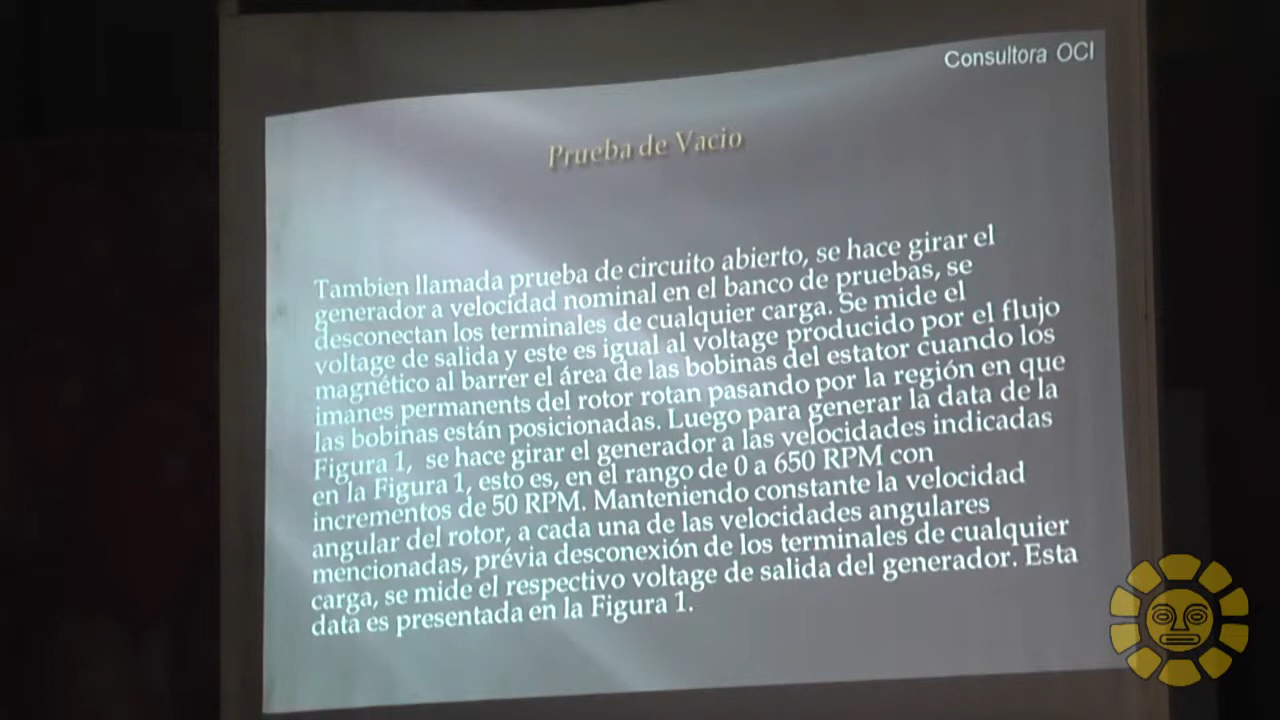 Consultora OCI
Prueba de Vacio
Tambien llamada prueba de circuito abierto, se hace girar el
generador a velocidad nominal en el banco de pruebas, se
desconectan los terminales de cualquier carga. Se mide el
voltage de salida y este es igual al voltage producido por el flujo
magnético al barrer el área de las bobinas del estator cuando los
imanes permanents del rotor rotan pasando por la región en que
las bobinas están posicionadas. Luego para generar la data de la
Figura 1, se hace girar el generador a las velocidades indicadas
en la Figura 1, esto es, en el rango de 0 a 650 RPM con
incrementos de 50 RPM. Manteniendo constante la velocidad
angular del rotor, a cada una de las velocidades angulares
mencionadas, prévia desconexión de los terminales de cualquier
carga, se mide el respectivo voltage de salida del generador. Esta
data es presentada en la Figura 1.